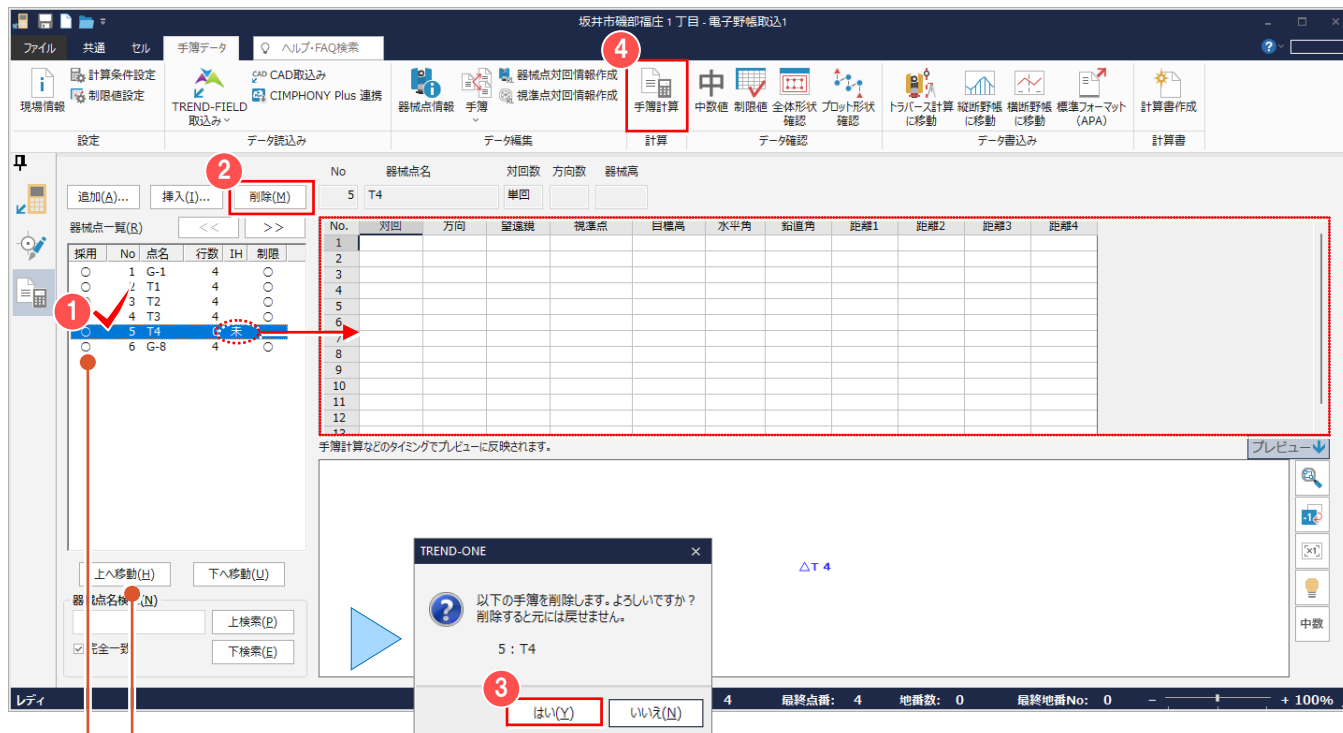 坂井市磯部福庄１丁目 - 電子野帳取込1
ファイル 共通 セル 手簿データ ヘルプ・FAQ検索
4
現場情報
計算条件設定
制限値設定
TREND-FIELD
取込み
CAD CAD取込み
CIMPHONY Plus 連携
器械点情報
手簿
器械点対回情報作成
視準点対回情報作成
手簿計算
中
中数値
制限値
全体形状
確認
プロット形状
確認
トラバース計算
に移動
縦断野帳
に移動
横断野帳
に移動
標準フォーマット
(APA)
計算書作成
設定 データ読込み データ編集 計算 データ確認 データ書込み 計算書
2
追加(A)... 挿入(I)... 削除(M)
No 器械点名 対回数 方向数 器械高
5 T4 単回
器械点一覧(R) << >>
採用 No 点名 行数 IH 制限
○ 1 G-1 4 ○
○ 2 T1 4 ○
3 T2 4 ○
4 T3 4 ○
○ 5 T4 0 未
○ 6 G-8 4 ○
1
No. 対回 方向 望遠鏡 視準点 目標高 水平角 鉛直角 距離1 距離2 距離3 距離4
1
2
3
4
5
6
7
8
9
10
11
12
13
手簿計算などのタイミングでプレビューに反映されます。
プレビュー
上へ移動(H) 下へ移動(U)
器械点名検索(N)
上検索(P)
完全一致
下検索(E)
△T 4
-1
×1
中数
TREND-ONE
以下の手簿を削除します。よろしいですか？
削除すると元には戻せません。
5 : T4
3
はい(Y) いいえ(N)
レディ 4 最終点番: 4 地番数: 0 最終地番No: 0 - + 100%